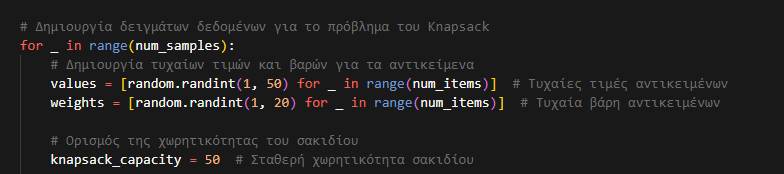 # Δημιουργία δειγμάτων δεδομένων για το πρόβλημα του Knapsack
for _ in range(num_samples):
# Δημιουργία τυχαίων τιμών και βαρών για τα αντικείμενα
values = [random.randint(1, 50) for _ in range(num_items)]  # Τυχαίες τιμές αντικειμένων
weights = [random.randint(1, 20) for _ in range(num_items)]  # Τυχαία βάρη αντικειμένων
# Ορισμός της χωρητικότητας του σακιδίου
knapsack_capacity = 50  # Σταθερή χωρητικότητα σακιδίου